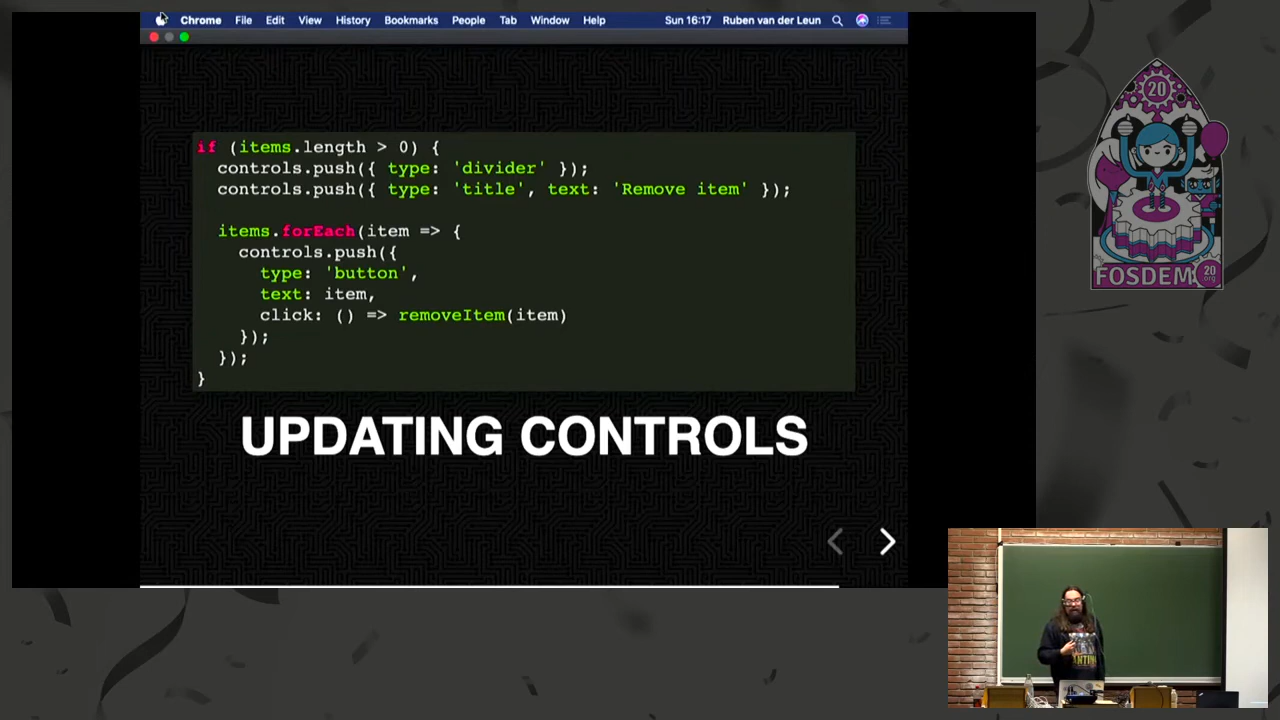 Chrome File Edit View History Bookmarks People Tab Window Help Sun 16:17 Ruben van der Leun
if (items.length > 0) {
controls.push({ type: 'divider' });
controls.push({ type: 'title', text: 'Remove item' });
items.forEach(item => {
controls.push({
type: 'button',
text: item,
click: () => removeItem(item)
});
});
}
UPDATING CONTROLS
20
FOSDEM
20
.org